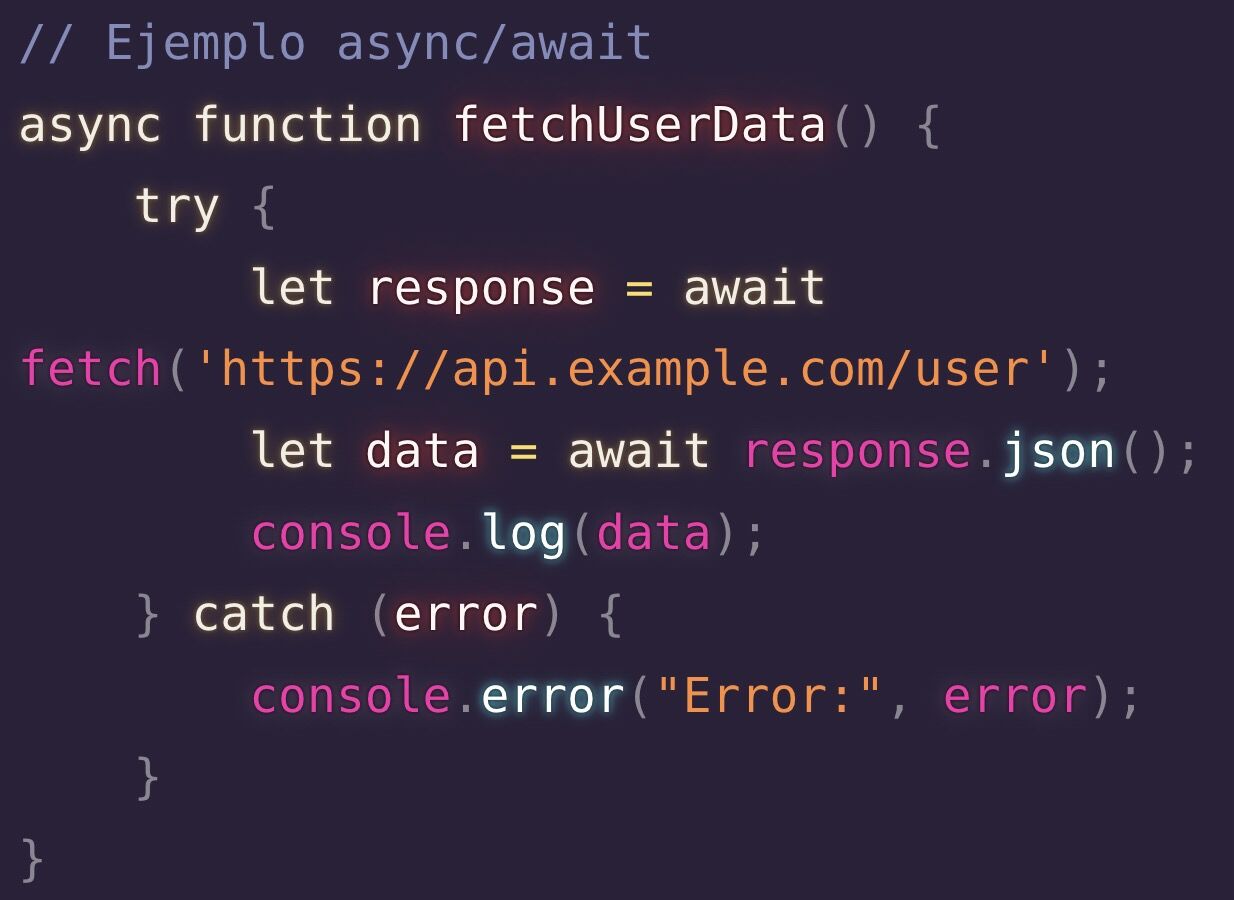 // Ejemplo async/await
async function fetchUserData() {
    try {
        let response = await
fetch('https://api.example.com/user');
        let data = await response.json();
        console.log(data);
    } catch (error) {
        console.error("Error:", error);
    }
}